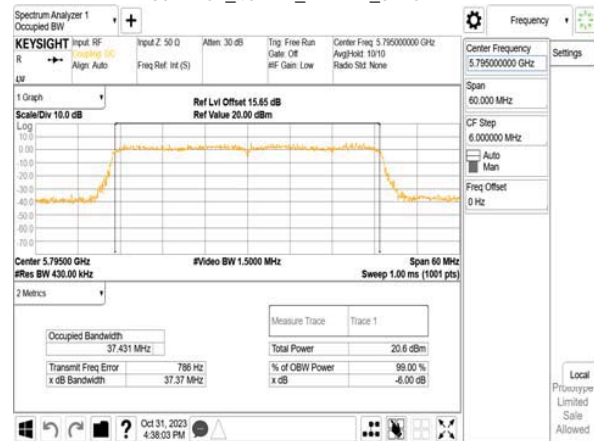 Spectrum Analyzer 1
Occupied BW
Frequency
KEYSIGHT
Input: RF
Coupling: DC
Align: Auto
Input Z: 50 Ω
Freq Ref: Int (S)
Atten: 30 dB
Trig: Free Run
Gate: Off
#IF Gain: Low
Center Freq: 5.795000000 GHz
Avg|Hold: 10/10
Radio Std: None
R
LV
Center Frequency
5.795000000 GHz
Settings
Span
60.000 MHz
CF Step
6.000000 MHz
Auto
Man
Freq Offset
0 Hz
1 Graph
Scale/Div 10.0 dB
Ref Lvl Offset 15.65 dB
Ref Value 20.00 dBm
Log
10.0
0.00
-10.0
-20.0
-30.0
-40.0
-50.0
-60.0
-70.0
Center 5.79500 GHz
#Res BW 430.00 kHz
#Video BW 1.5000 MHz
Span 60 MHz
Sweep 1.00 ms (1001 pts)
2 Metrics
Measure Trace
Trace 1
Occupied Bandwidth
37.431 MHz
Total Power
20.6 dBm
Transmit Freq Error
786 Hz
% of OBW Power
99.00 %
x dB Bandwidth
37.37 MHz
x dB
-6.00 dB
Local
Prototype
Limited
Sale
Allowed
Oct 31, 2023
4:38:03 PM